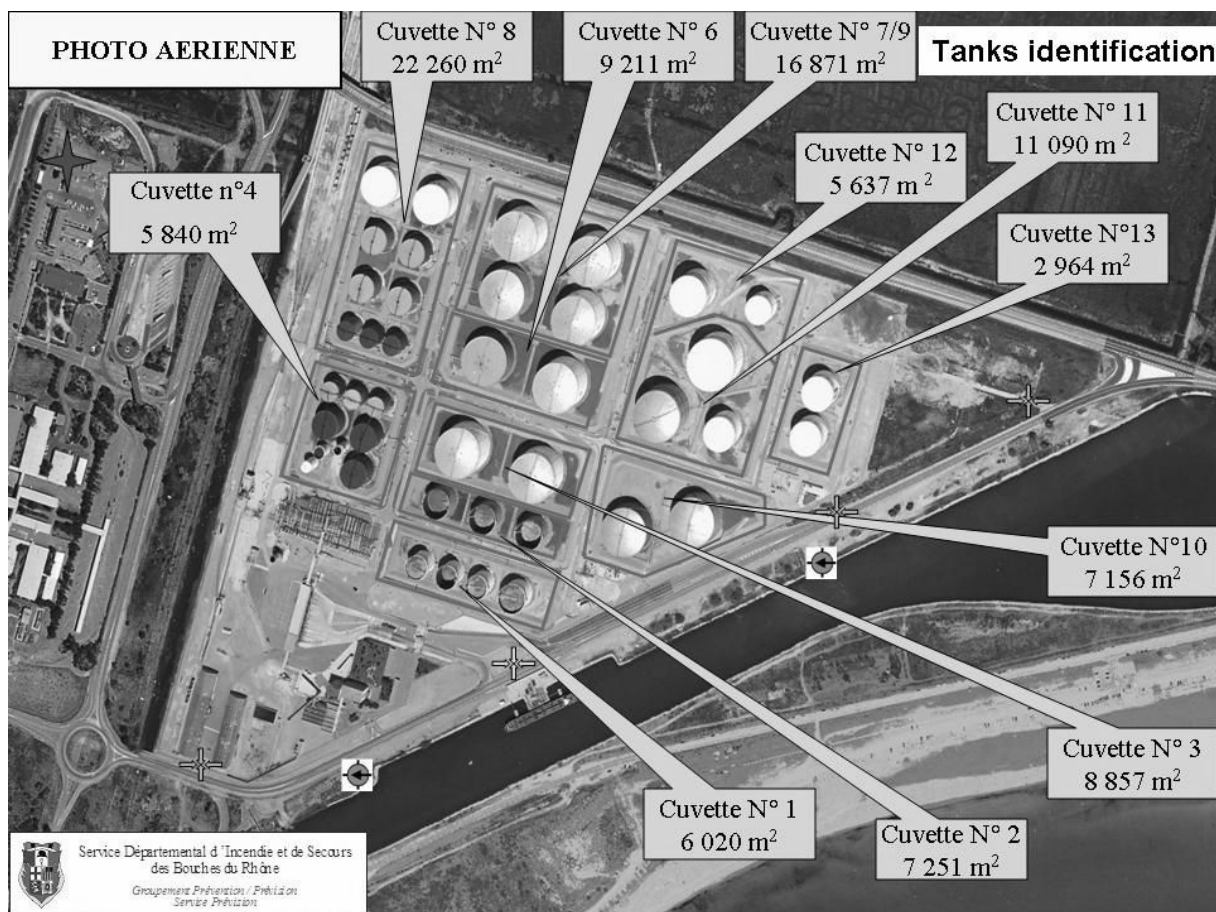 PHOTO AERIENNE
Cuvette N° 8
22 260 m²
Cuvette N° 6
9 211 m²
Cuvette N° 7/9
16 871 m²
Tanks identification
Cuvette N° 11
11 090 m²
Cuvette N° 12
5 637 m²
Cuvette n°4
5 840 m²
Cuvette N°13
2 964 m²
Cuvette N°10
7 156 m²
Cuvette N° 3
8 857 m²
Cuvette N° 1
6 020 m²
Cuvette N° 2
7 251 m²
Service Départemental d 'Incendie et de Secours
des Bouches du Rhône
Groupement Prévention / Prévision
Service Prévision